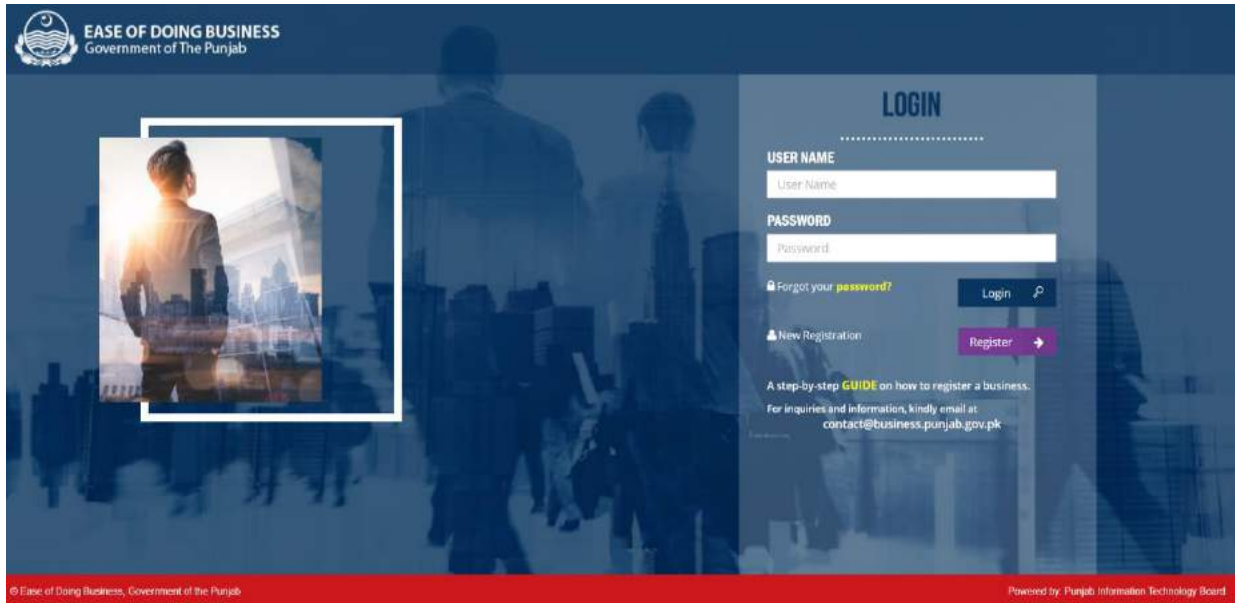 EASE OF DOING BUSINESS
Government of The Punjab
LOGIN
USER NAME
User Name
PASSWORD
Password
Forgot your password?
Login
New Registration
Register
A step-by-step GUIDE on how to register a business.
For inquiries and information, kindly email at
contact@business.punjab.gov.pk
© Ease of Doing Business, Government of the Punjab
Powered by: Punjab Information Technology Board